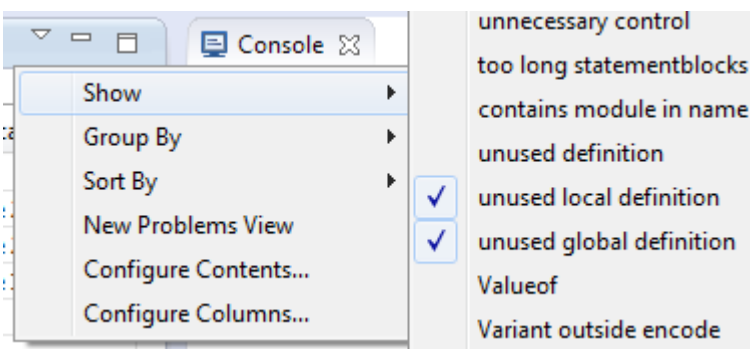 Console
Show
Group By
Sort By
New Problems View
Configure Contents...
Configure Columns...
unnecessary control
too long statementblocks
contains module in name
unused definition
unused local definition
unused global definition
Valueof
Variant outside encode